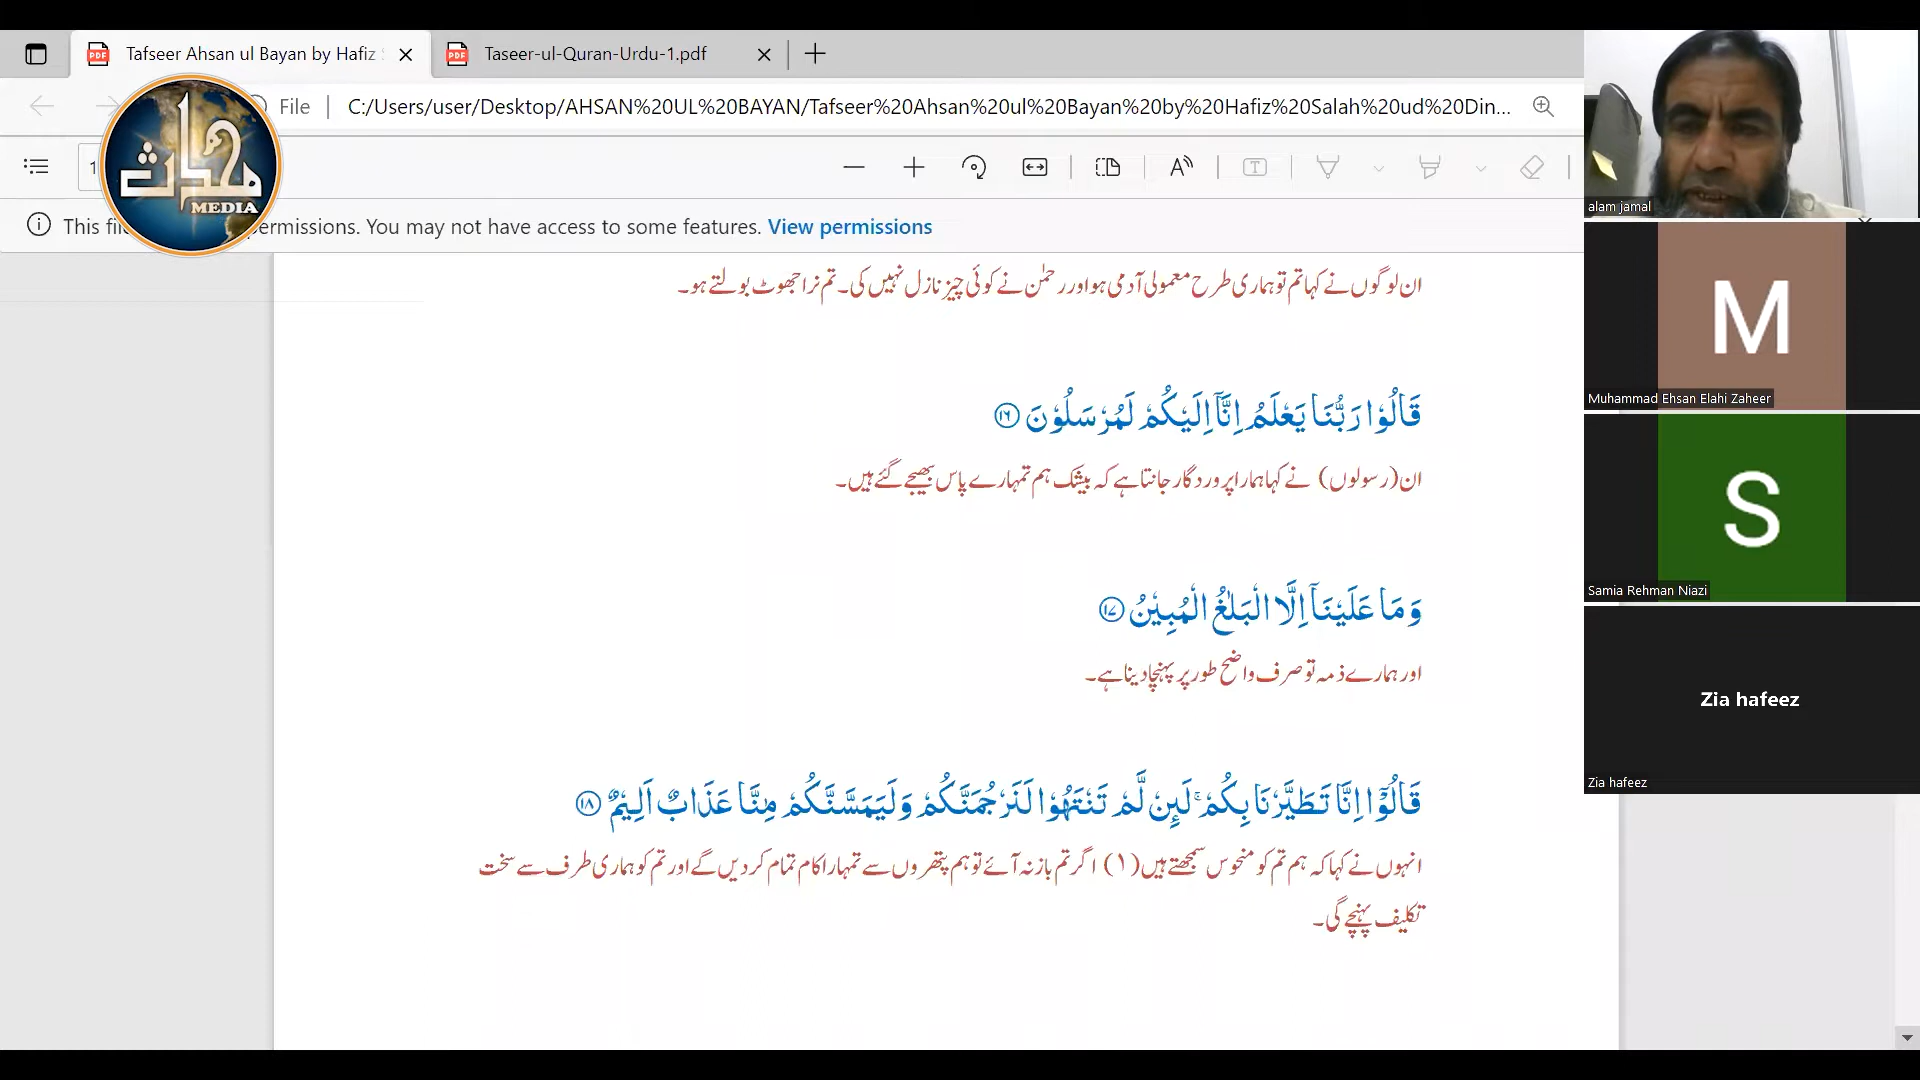 Tafseer Ahsan ul Bayan by Hafiz
Taseer-ul-Quran-Urdu-1.pdf
File
C:/Users/user/Desktop/AHSAN%20UL%20BAYAN/Tafseer%20Ahsan%20ul%20Bayan%20by%20Hafiz%20Salah%20ud%20Din...
محدث
MEDIA
1
This fil ermissions. You may not have access to some features. View permissions
ان لوگوں نے کہا تم تو ہماری طرح معمولی آدمی ہو اور رحمٰن نے کوئی چیز نازل نہیں کی۔ تم نرا جھوٹ بولتے ہو۔
قَالُوْا رَبُّنَا يَعْلَمُ اِنَّآ اِلَيْكُمْ لَمُرْسَلُوْنَ ۝۱۶
ان (رسولوں) نے کہا ہمارا پروردگار جانتا ہے کہ بیشک ہم تمہارے پاس بھیجے گئے ہیں۔
وَمَا عَلَيْنَآ اِلَّا الْبَلٰغُ الْمُبِيْنُ ۝۱۷
اور ہمارے ذمہ تو صرف واضح طور پر پہنچا دینا ہے۔
قَالُوْٓا اِنَّا تَطَيَّرْنَا بِكُمْ ۚ لَئِنْ لَّمْ تَنْتَهُوْا لَنَرْجُمَنَّكُمْ وَلَيَمَسَّنَّكُمْ مِّنَّا عَذَابٌ اَلِيْمٌ ۝۱۸
انہوں نے کہا کہ ہم تم کو منحوس سمجھتے ہیں (۱) اگر تم باز نہ آئے تو ہم پتھروں سے تمہارا کام تمام کر دیں گے اور تم کو ہماری طرف سے سخت
تکلیف پہنچے گی۔
alam jamal
M
Muhammad Ehsan Elahi Zaheer
S
Samia Rehman Niazi
Zia hafeez
Zia hafeez